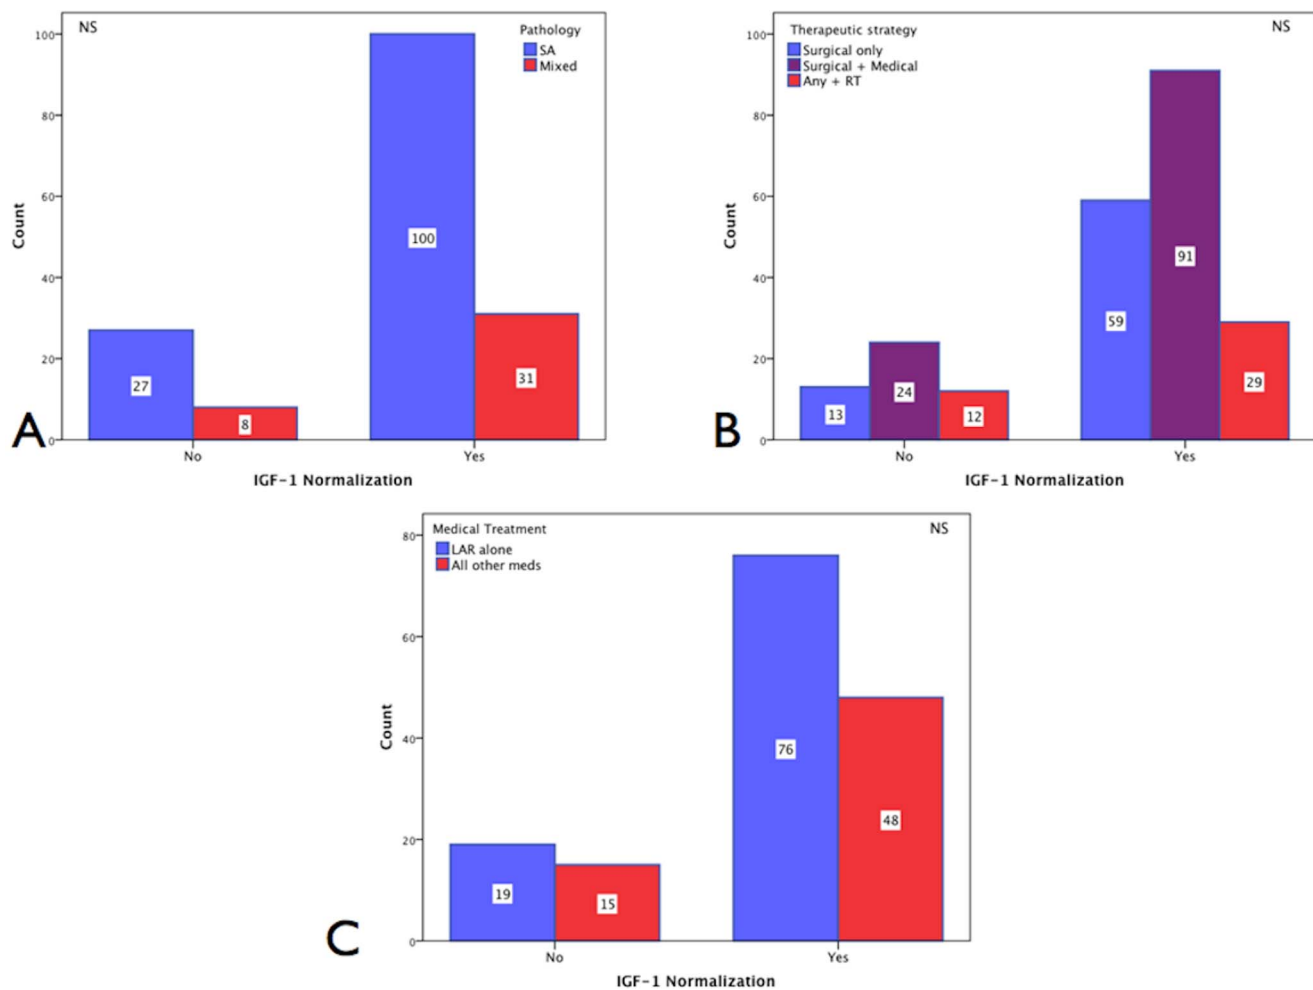 NS
Pathology
SA
Mixed
100
80
60
40
20
0
Count
27
8
100
31
No
Yes
IGF-1 Normalization
A
Therapeutic strategy
NS
Surgical only
Surgical + Medical
Any + RT
100
80
60
40
20
0
Count
13
24
12
59
91
29
No
Yes
IGF-1 Normalization
B
Medical Treatment
NS
LAR alone
All other meds
80
60
40
20
0
Count
19
15
76
48
No
Yes
IGF-1 Normalization
C